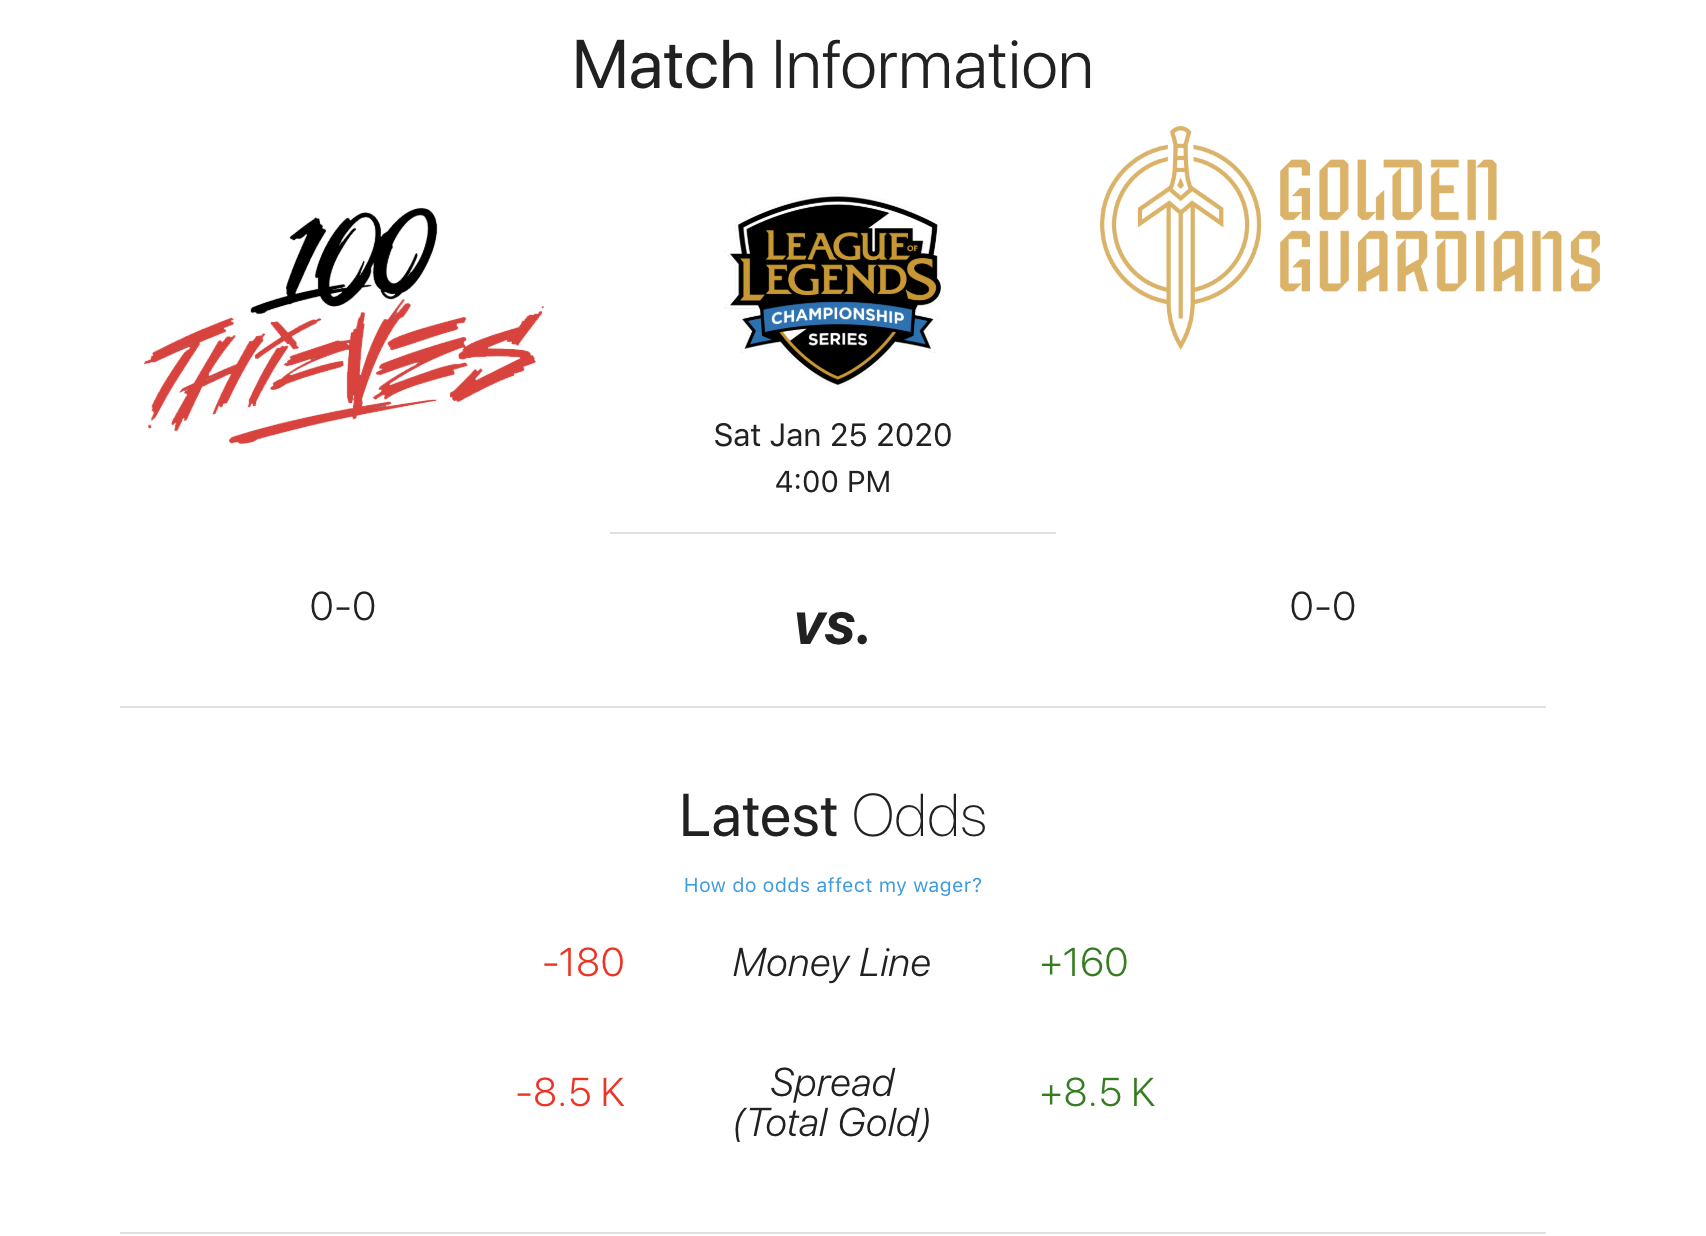 Match Information
100
THIEVES
LEAGUE OF
LEGENDS
CHAMPIONSHIP
SERIES
GOLDEN
GUARDIANS
Sat Jan 25 2020
4:00 PM
0-0
vs.
0-0
Latest Odds
How do odds affect my wager?
-180 Money Line +160
-8.5 K Spread +8.5 K
(Total Gold)